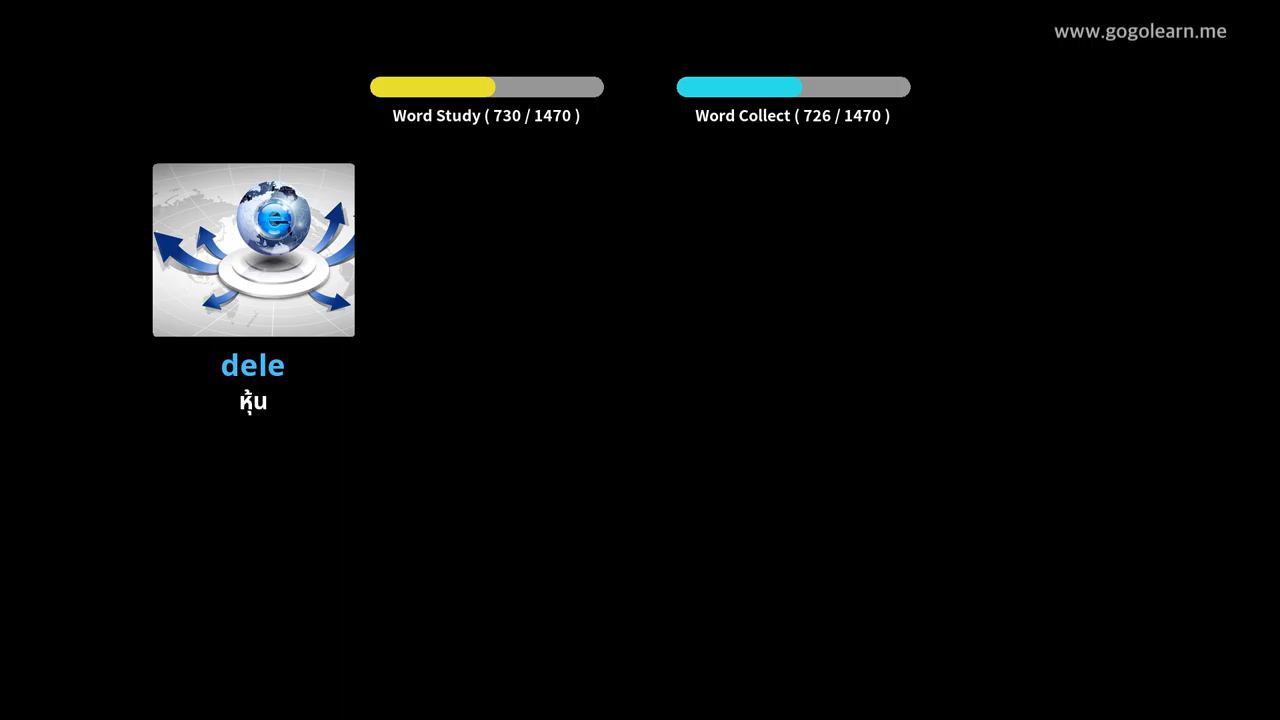 www.gogolearn.me
Word Study ( 730 / 1470 )
Word Collect ( 726 / 1470 )
e
dele
หุ้น